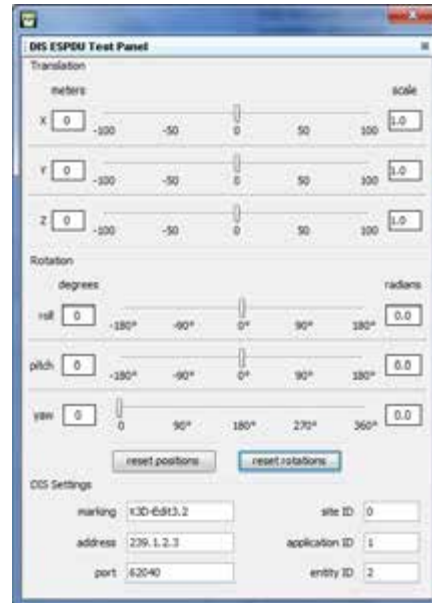 DIS ESPDU Test Panel
Translation
meters scale
X 0 -100 -50 0 50 100 1.0
Y 0 -100 -50 0 50 100 1.0
Z 0 -100 -50 0 50 100 1.0
Rotation
degrees radians
roll 0 -180° -90° 0° 90° 180° 0.0
pitch 0 -180° -90° 0° 90° 180° 0.0
yaw 0 0 90° 180° 270° 360° 0.0
reset positions reset rotations
DIS Settings
marking X3D-Edit3.2 site ID 0
address 239.1.2.3 application ID 1
port 62040 entity ID 2